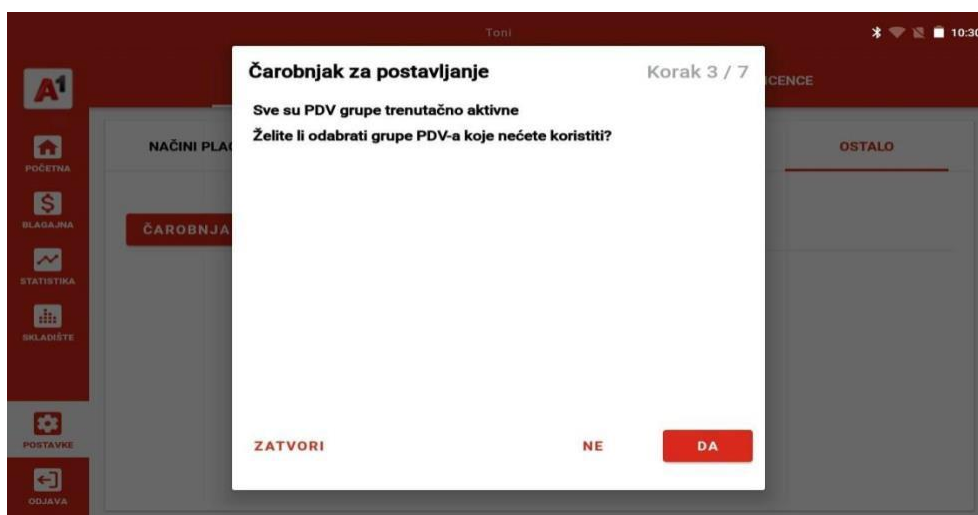 Toni
10:30
A1
Čarobnjak za postavljanje
Korak 3 / 7
Sve su PDV grupe trenutačno aktivne
Želite li odabrati grupe PDV-a koje nećete koristiti?
ZATVORI
NE
DA
ICENCE
NAČINI PLA
OSTALO
ČAROBNJA
POČETNA
BLAGAJNA
STATISTIKA
SKLADIŠTE
POSTAVKE
ODJAVA